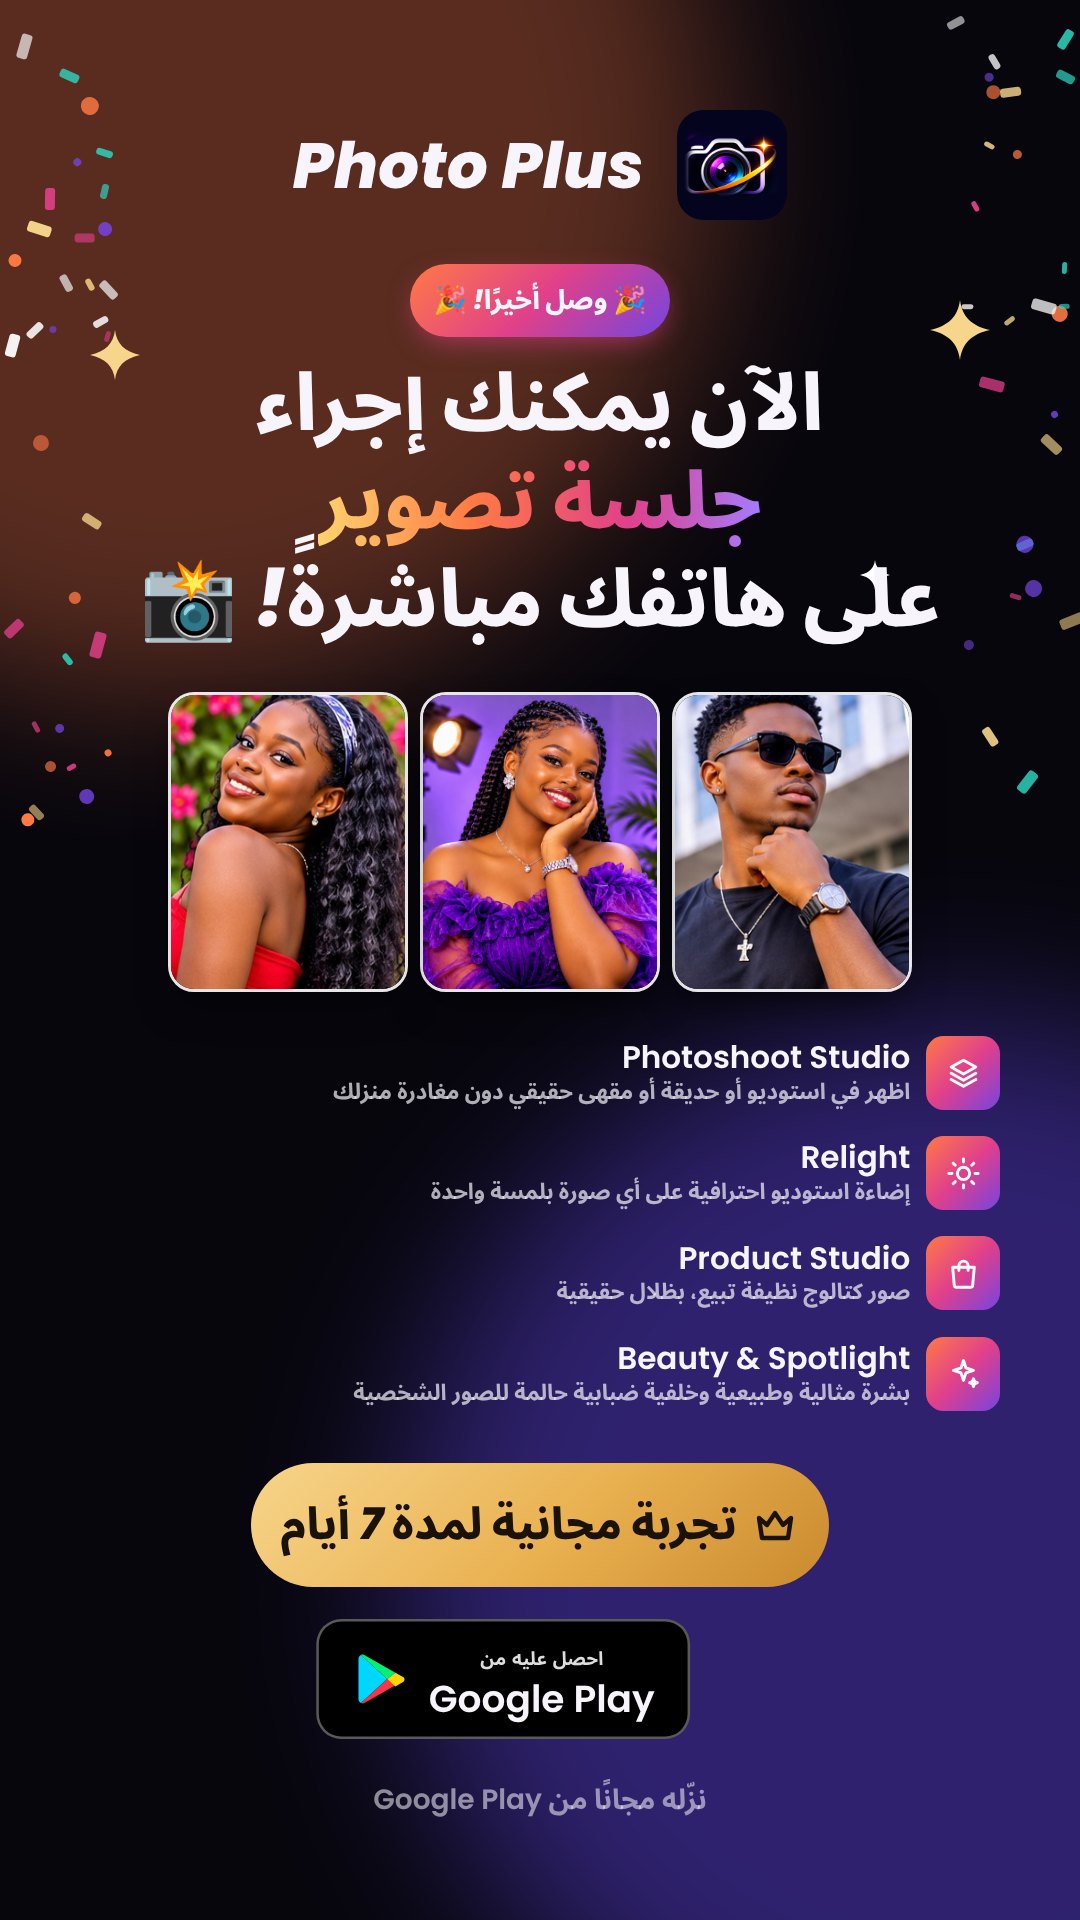 Photo Plus
🎉 وصل أخيرًا! 🎉
الآن يمكنك إجراء
جلسة تصوير
على هاتفك مباشرةً! 📸
Photoshoot Studio
اظهر في استوديو أو حديقة أو مقهى حقيقي دون مغادرة منزلك
Relight
إضاءة استوديو احترافية على أي صورة بلمسة واحدة
Product Studio
صور كتالوج نظيفة تبيع، بظلال حقيقية
Beauty & Spotlight
بشرة مثالية وطبيعية وخلفية ضبابية حالمة للصور الشخصية
تجربة مجانية لمدة 7 أيام
احصل عليه من
Google Play
نزّله مجانًا من Google Play